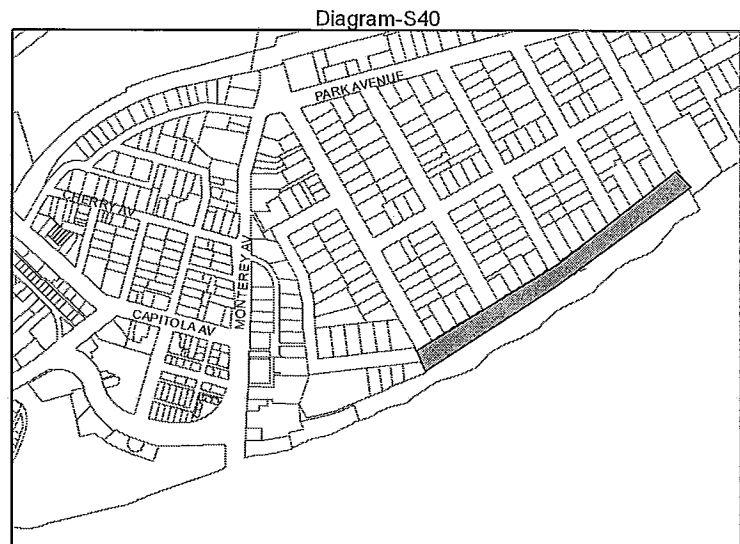 Diagram-S40
PARK AVENUE
CHERRY AV
MONTEREY AV
CAPITOLA AV